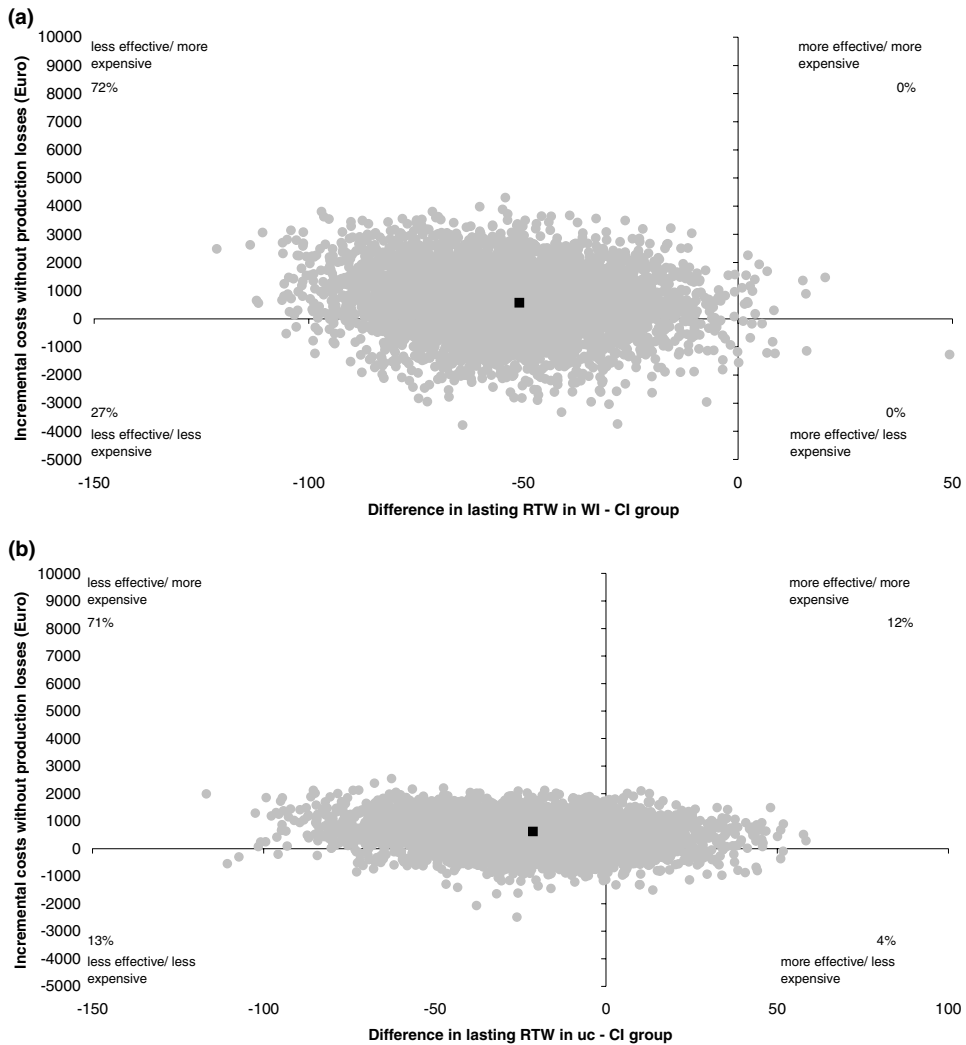 (a)
Incremental costs without production losses (Euro)
10000
9000
8000
7000
6000
5000
4000
3000
2000
1000
0
-1000
-2000
-3000
-4000
-5000
less effective/ more
expensive
72%
more effective/ more
expensive
0%
27%
less effective/ less
expensive
0%
more effective/ less
expensive
-150
-100
-50
0
50
Difference in lasting RTW in WI - CI group
(b)
Incremental costs without production losses (Euro)
10000
9000
8000
7000
6000
5000
4000
3000
2000
1000
0
-1000
-2000
-3000
-4000
-5000
less effective/ more
expensive
71%
more effective/ more
expensive
12%
13%
less effective/ less
expensive
4%
more effective/ less
expensive
-150
-100
-50
0
50
100
Difference in lasting RTW in uc - CI group